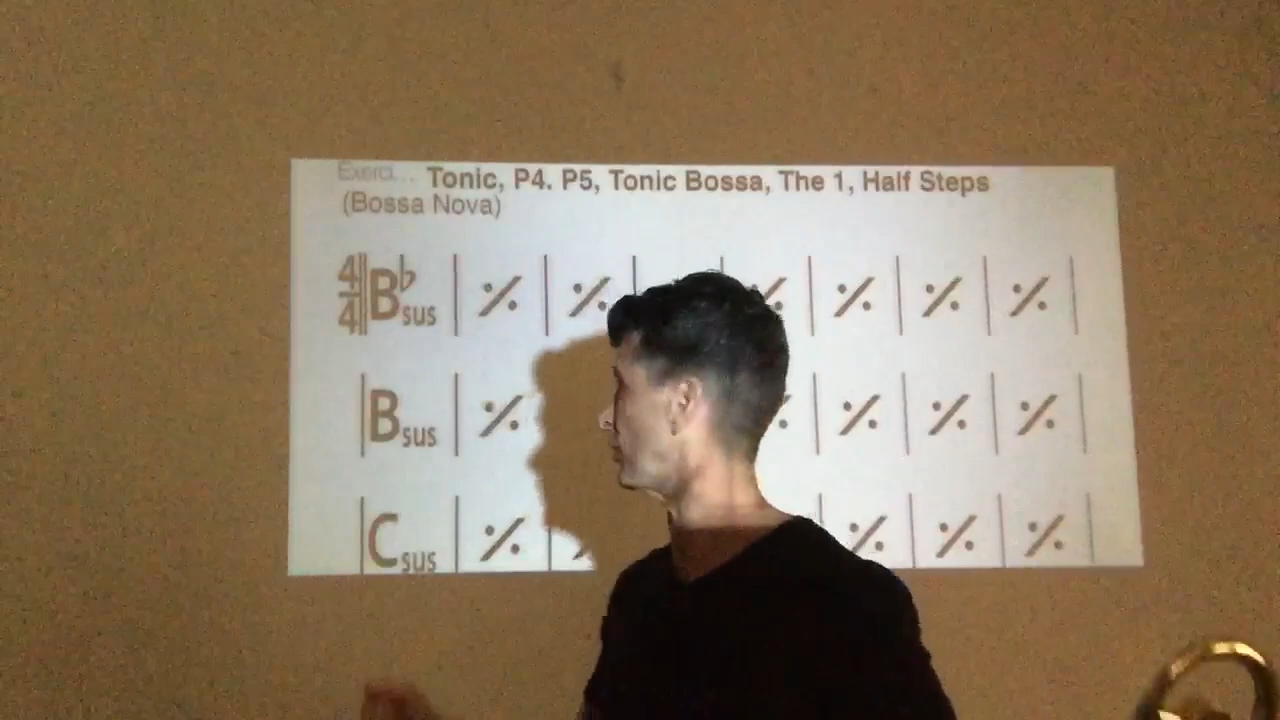 Exerci... Tonic, P4. P5, Tonic Bossa, The 1, Half Steps
(Bossa Nova)
4/4 B♭sus % % % % % %
Bsus % % % %
Csus % % % %